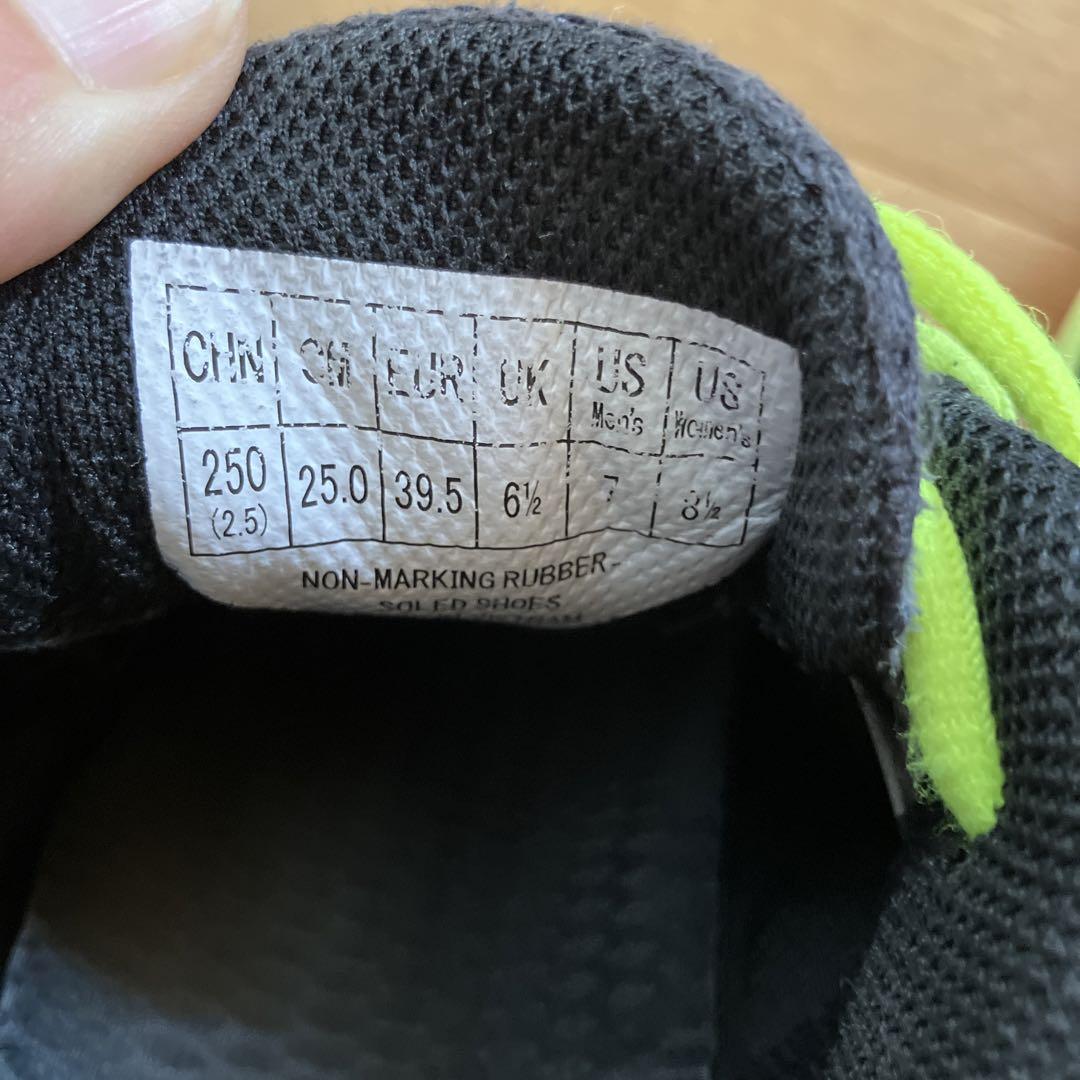 CHN CM EUR UK US Men's US Women's
250 (2.5) 25.0 39.5 6½ 7 8½
NON-MARKING RUBBER-
SOLED SHOES